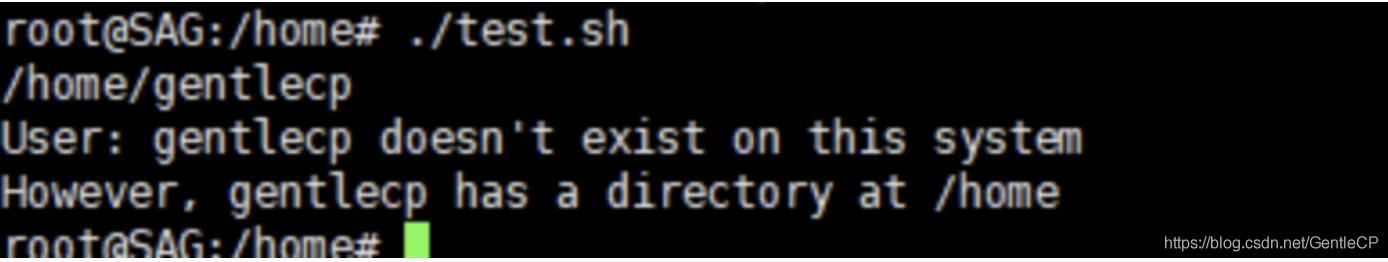 root@SAG:/home# ./test.sh
/home/gentlecp
User: gentlecp doesn't exist on this system
However, gentlecp has a directory at /home
root@SAG:/home#
https://blog.csdn.net/GentleCP